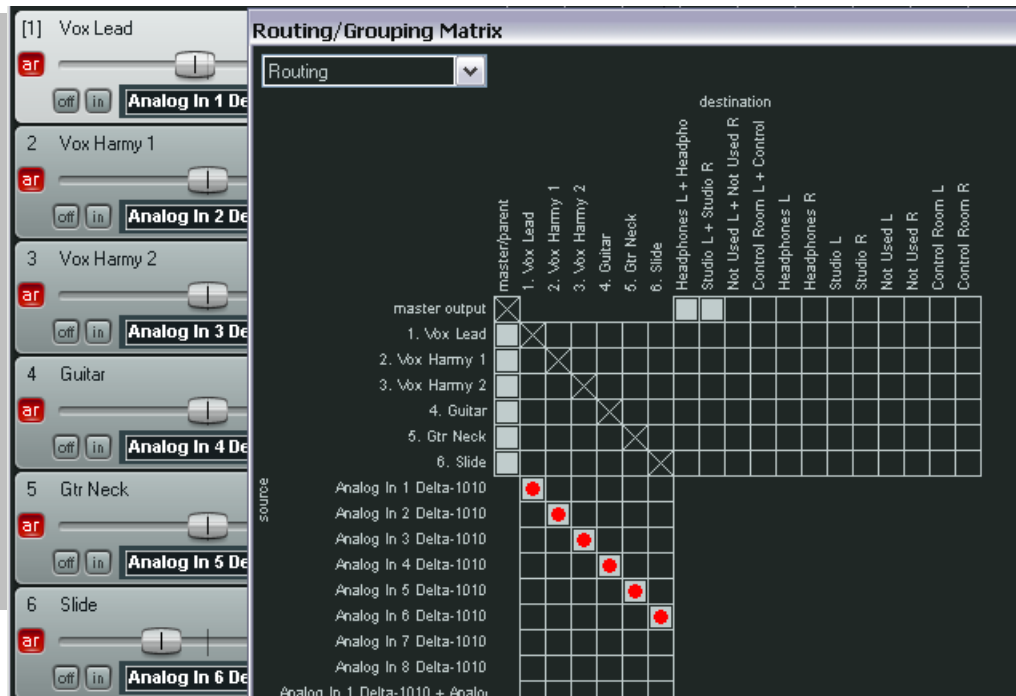 [1] Vox Lead
ar
off in Analog In 1 De
2 Vox Harmy 1
ar
off in Analog In 2 De
3 Vox Harmy 2
ar
off in Analog In 3 De
4 Guitar
ar
off in Analog In 4 De
5 Gtr Neck
ar
off in Analog In 5 De
6 Slide
ar
off in Analog In 6 De
Routing/Grouping Matrix
Routing
destination
master/parent
1. Vox Lead
2. Vox Harmy 1
3. Vox Harmy 2
4. Guitar
5. Gtr Neck
6. Slide
Headphones L + Headpho
Studio L + Studio R
Not Used L + Not Used R
Control Room L + Control
Headphones L
Headphones R
Studio L
Studio R
Not Used L
Not Used R
Control Room L
Control Room R
source
master output
1. Vox Lead
2. Vox Harmy 1
3. Vox Harmy 2
4. Guitar
5. Gtr Neck
6. Slide
Analog In 1 Delta-1010
Analog In 2 Delta-1010
Analog In 3 Delta-1010
Analog In 4 Delta-1010
Analog In 5 Delta-1010
Analog In 6 Delta-1010
Analog In 7 Delta-1010
Analog In 8 Delta-1010
Analog In 1 Delta-1010 + Analo